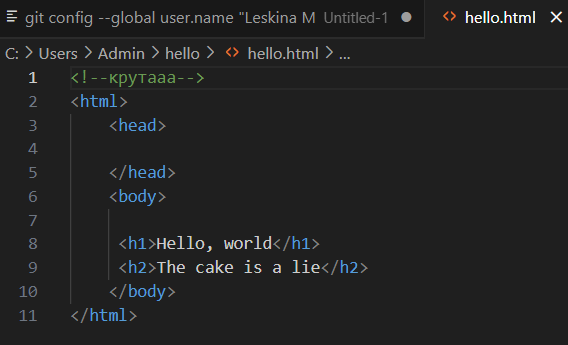 git config --global user.name "Leskina M Untitled-1
hello.html
C: > Users > Admin > hello > hello.html > ...
1 <!--крутааа-->
2 <html>
3 <head>
4
5 </head>
6 <body>
7
8 <h1>Hello, world</h1>
9 <h2>The cake is a lie</h2>
10 </body>
11 </html>